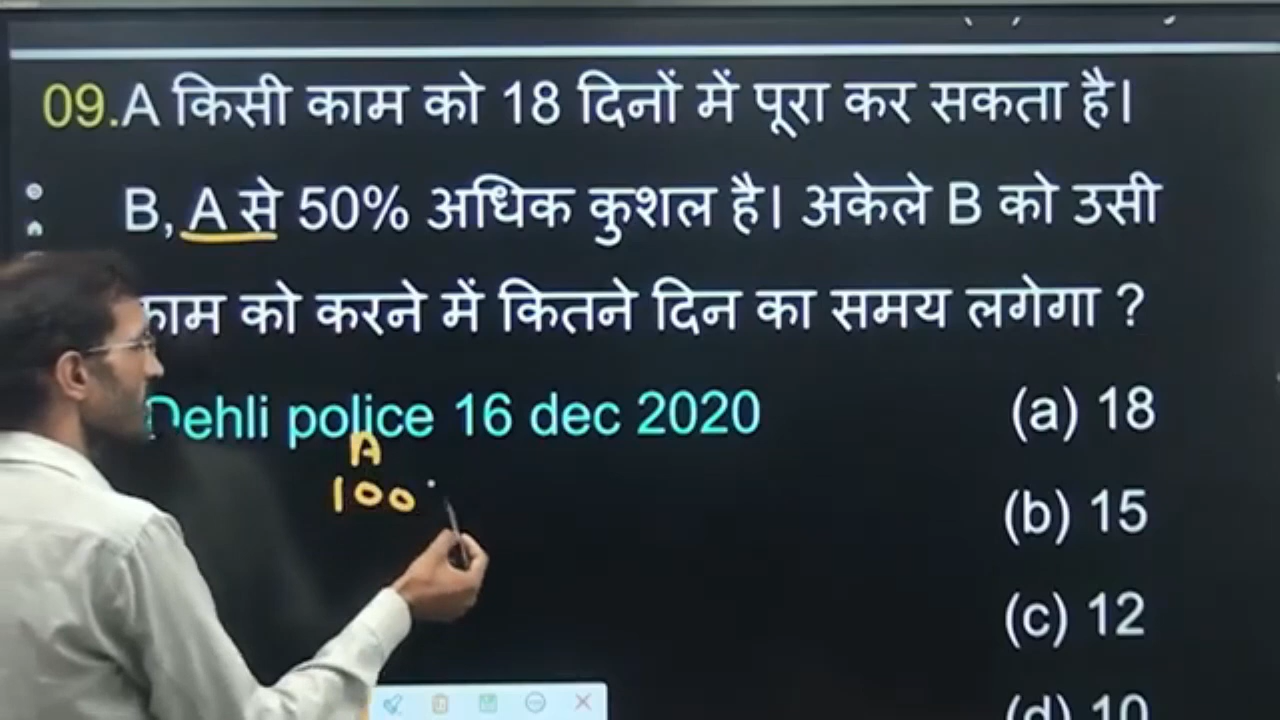 09.A किसी काम को 18 दिनों में पूरा कर सकता है।
B, A से 50% अधिक कुशल है। अकेले B को उसी
काम को करने में कितने दिन का समय लगेगा ?
Dehli police 16 dec 2020
(a) 18
A
100
(b) 15
(c) 12
(d) 10